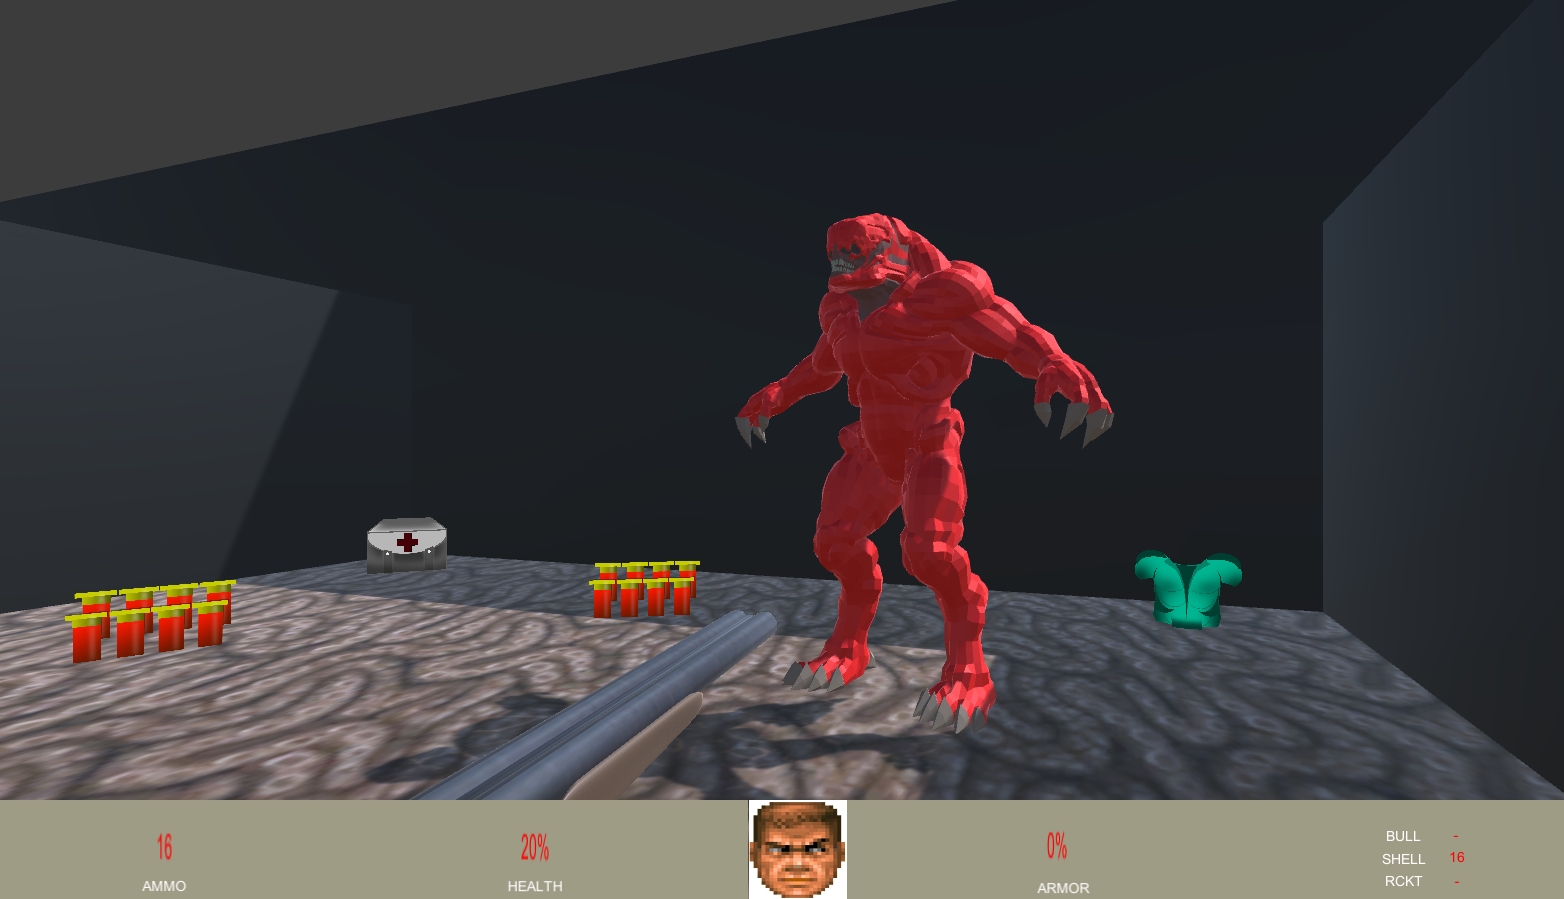 16
AMMO
20%
HEALTH
0%
ARMOR
BULL -
SHELL 16
RCKT -